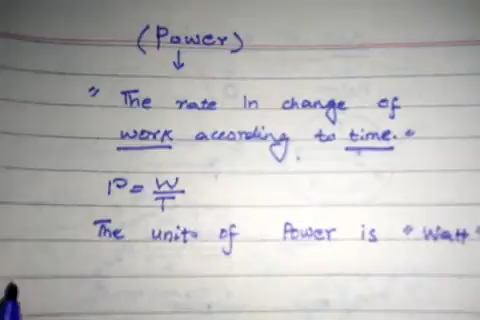 (Power)
↓
" The rate in change of
work according to time."
P = W/T
The unit of Power is "Watt"